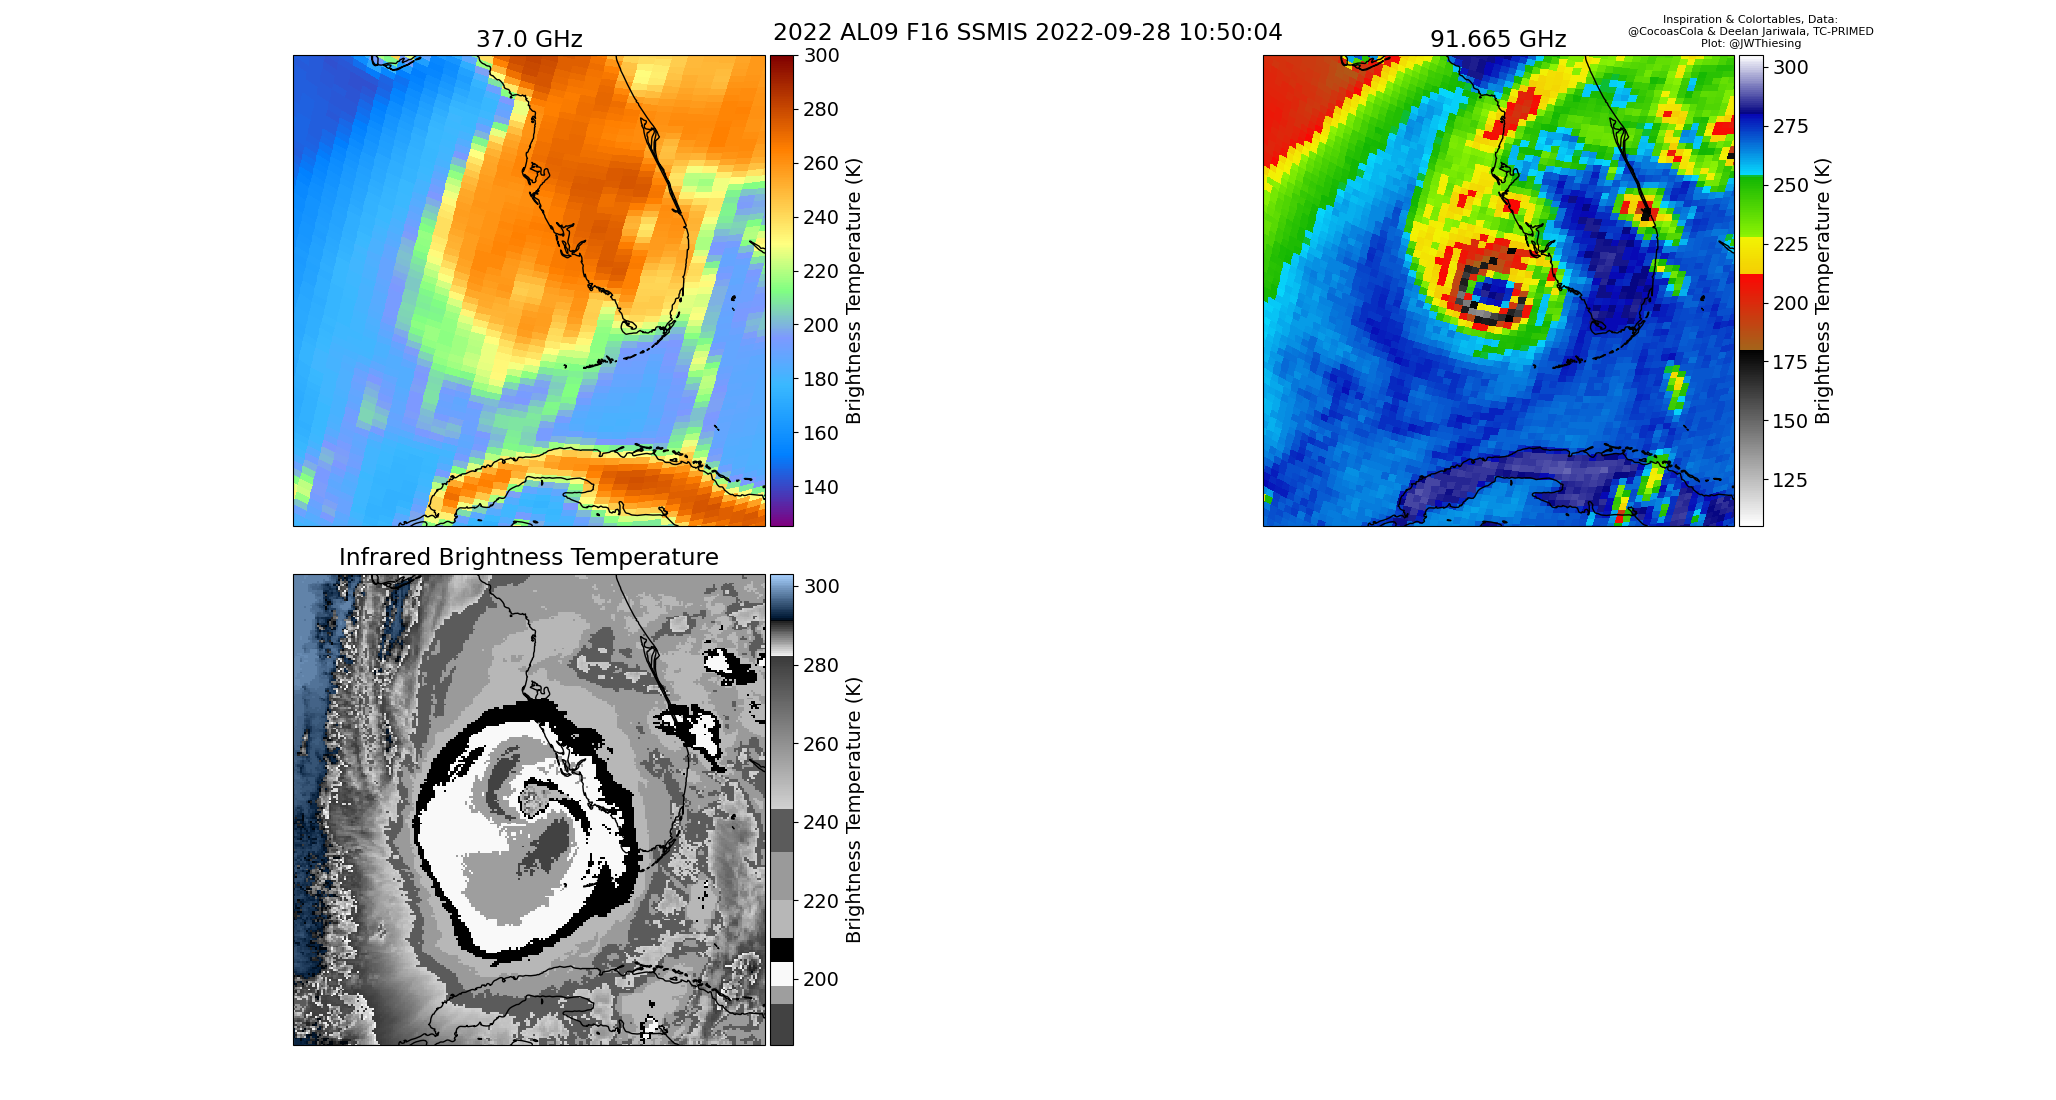 2022 AL09 F16 SSMIS 2022-09-28 10:50:04
Inspiration & Colortables, Data:
@CocoasCola & Deelan Jariwala, TC-PRIMED
Plot: @JWThiesing
37.0 GHz
300
280
260
240
220
200
180
160
140
Brightness Temperature (K)
91.665 GHz
300
275
250
225
200
175
150
125
Brightness Temperature (K)
Infrared Brightness Temperature
300
280
260
240
220
200
Brightness Temperature (K)